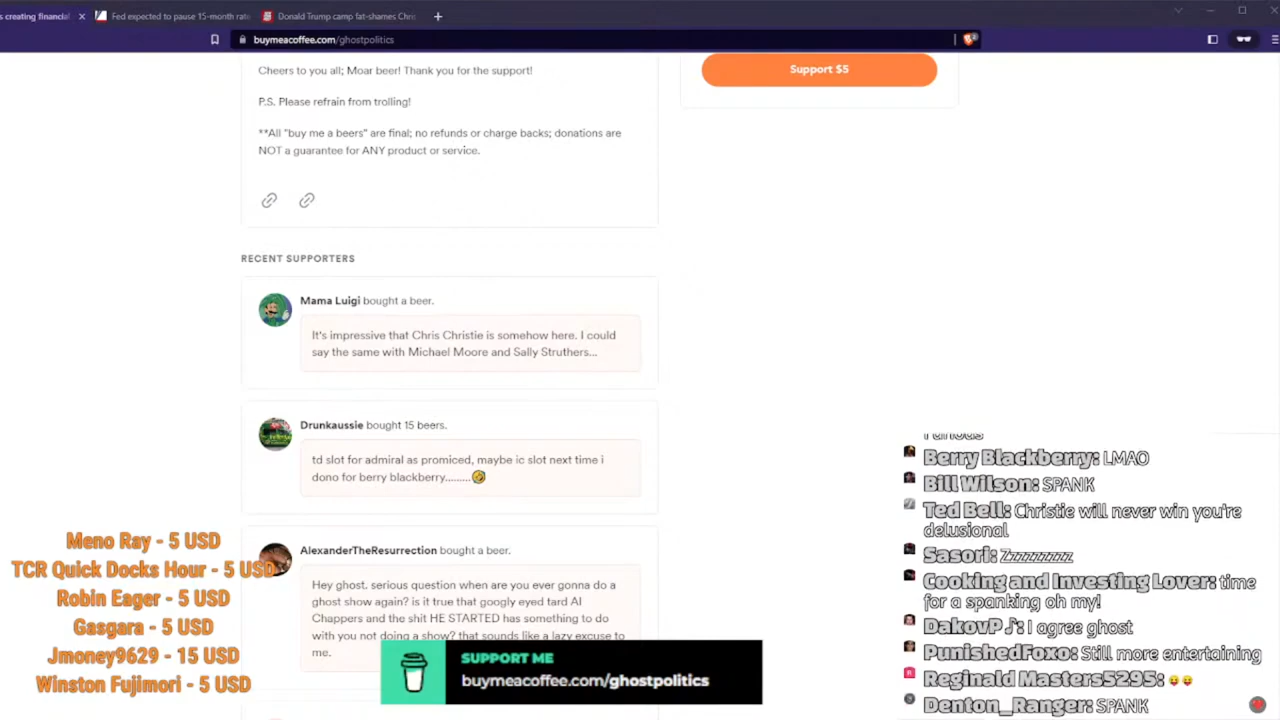 s creating financial
Fed expected to pause 15-month rate
Donald Trump camp fat-shames Chris
buymeacoffee.com/ghostpolitics
Cheers to you all; Moar beer! Thank you for the support!
P.S. Please refrain from trolling!
**All "buy me a beers" are final; no refunds or charge backs; donations are
NOT a guarantee for ANY product or service.
Support $5
RECENT SUPPORTERS
Mama Luigi bought a beer.
It's impressive that Chris Christie is somehow here. I could
say the same with Michael Moore and Sally Struthers...
Drunkaussie bought 15 beers.
td slot for admiral as promiced, maybe ic slot next time i
dono for berry blackberry.........🤣
AlexanderTheResurrection bought a beer.
Hey ghost. serious question when are you ever gonna do a
ghost show again? is it true that googly eyed tard Al
Chappers and the shit HE STARTED has something to do
with you not doing a show? that sounds like a lazy excuse to
me.
SUPPORT ME
buymeacoffee.com/ghostpolitics
Meno Ray - 5 USD
TCR Quick Docks Hour - 5 USD
Robin Eager - 5 USD
Gasgara - 5 USD
Jmoney9629 - 15 USD
Winston Fujimori - 5 USD
Berry Blackberry: LMAO
Bill Wilson: SPANK
Ted Bell: Christie will never win you're
delusional
Sasori: Zzzzzzzzzz
Cooking and Investing Lover: time
for a spanking oh my!
DakovP♪: I agree ghost
PunishedFoxo: Still more entertaining
Reginald Masters5295: 😝😝
Denton_Ranger: SPANK